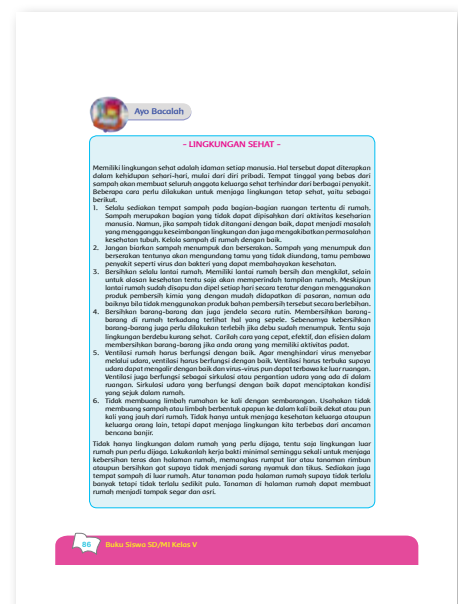 Ayo Bacalah
- LINGKUNGAN SEHAT -
Memiliki lingkungan sehat adalah idaman setiap manusia. Hal tersebut dapat diterapkan
dalam kehidupan sehari-hari, mulai dari diri pribadi. Tempat tinggal yang bebas dari
sampah akan membuat seluruh anggota keluarga sehat terhindar dari berbagai penyakit.
Beberapa cara perlu dilakukan untuk menjaga lingkungan tetap sehat, yaitu sebagai
berikut.
1. Selalu sediakan tempat sampah pada bagian-bagian ruangan tertentu di rumah.
Sampah merupakan bagian yang tidak dapat dipisahkan dari aktivitas keseharian
manusia. Namun, jika sampah tidak ditangani dengan baik, dapat menjadi masalah
yang mengganggu keseimbangan lingkungan dan juga mengakibatkan permasalahan
kesehatan tubuh. Kelola sampah di rumah dengan baik.
2. Jangan biarkan sampah menumpuk dan berserakan. Sampah yang menumpuk dan
berserakan tentunya akan mengundang tamu yang tidak diundang, tamu pembawa
penyakit seperti virus dan bakteri yang dapat membahayakan kesehatan.
3. Bersihkan selalu lantai rumah. Memiliki lantai rumah bersih dan mengkilat, selain
untuk alasan kesehatan tentu saja akan memperindah tampilan rumah. Meskipun
lantai rumah sudah disapu dan dipel setiap hari secara teratur dengan menggunakan
produk pembersih kimia yang dengan mudah didapatkan di pasaran, namun ada
baiknya bila tidak menggunakan produk bahan pembersih tersebut secara berlebihan.
4. Bersihkan barang-barang dan juga jendela secara rutin. Membersihkan barang-
barang di rumah terkadang terlihat hal yang sepele. Sebenarnya kebersihan
barang-barang juga perlu dilakukan terlebih jika debu sudah menumpuk. Tentu saja
lingkungan berdebu kurang sehat. Carilah cara yang cepat, efektif, dan efisien dalam
membersihkan barang-barang jika anda orang yang memiliki aktivitas padat.
5. Ventilasi rumah harus berfungsi dengan baik. Agar menghindari virus menyebar
melalui udara, ventilasi harus berfungsi dengan baik. Ventilasi harus terbuka supaya
udara dapat mengalir dengan baik dan virus-virus pun dapat terbawa ke luar ruangan.
Ventilasi juga berfungsi sebagai sirkulasi atau pergantian udara yang ada di dalam
ruangan. Sirkulasi udara yang berfungsi dengan baik dapat menciptakan kondisi
yang sejuk dalam rumah.
6. Tidak membuang limbah rumahan ke kali dengan sembarangan. Usahakan tidak
membuang sampah atau limbah berbentuk apapun ke dalam kali baik dekat atau pun
kali yang jauh dari rumah. Tidak hanya untuk menjaga kesehatan keluarga ataupun
keluarga orang lain, tetapi dapat menjaga lingkungan kita terbebas dari ancaman
bencana banjir.
Tidak hanya lingkungan dalam rumah yang perlu dijaga, tentu saja lingkungan luar
rumah pun perlu dijaga. Lakukanlah kerja bakti minimal seminggu sekali untuk menjaga
kebersihan teras dan halaman rumah, memangkas rumput liar atau tanaman rimbun
ataupun bersihkan got supaya tidak menjadi sarang nyamuk dan tikus. Sediakan juga
tempat sampah di luar rumah. Atur tanaman pada halaman rumah supaya tidak terlalu
banyak tetapi tidak terlalu sedikit pula. Tanaman di halaman rumah dapat membuat
rumah menjadi tampak segar dan asri.
86 Buku Siswa SD/MI Kelas V